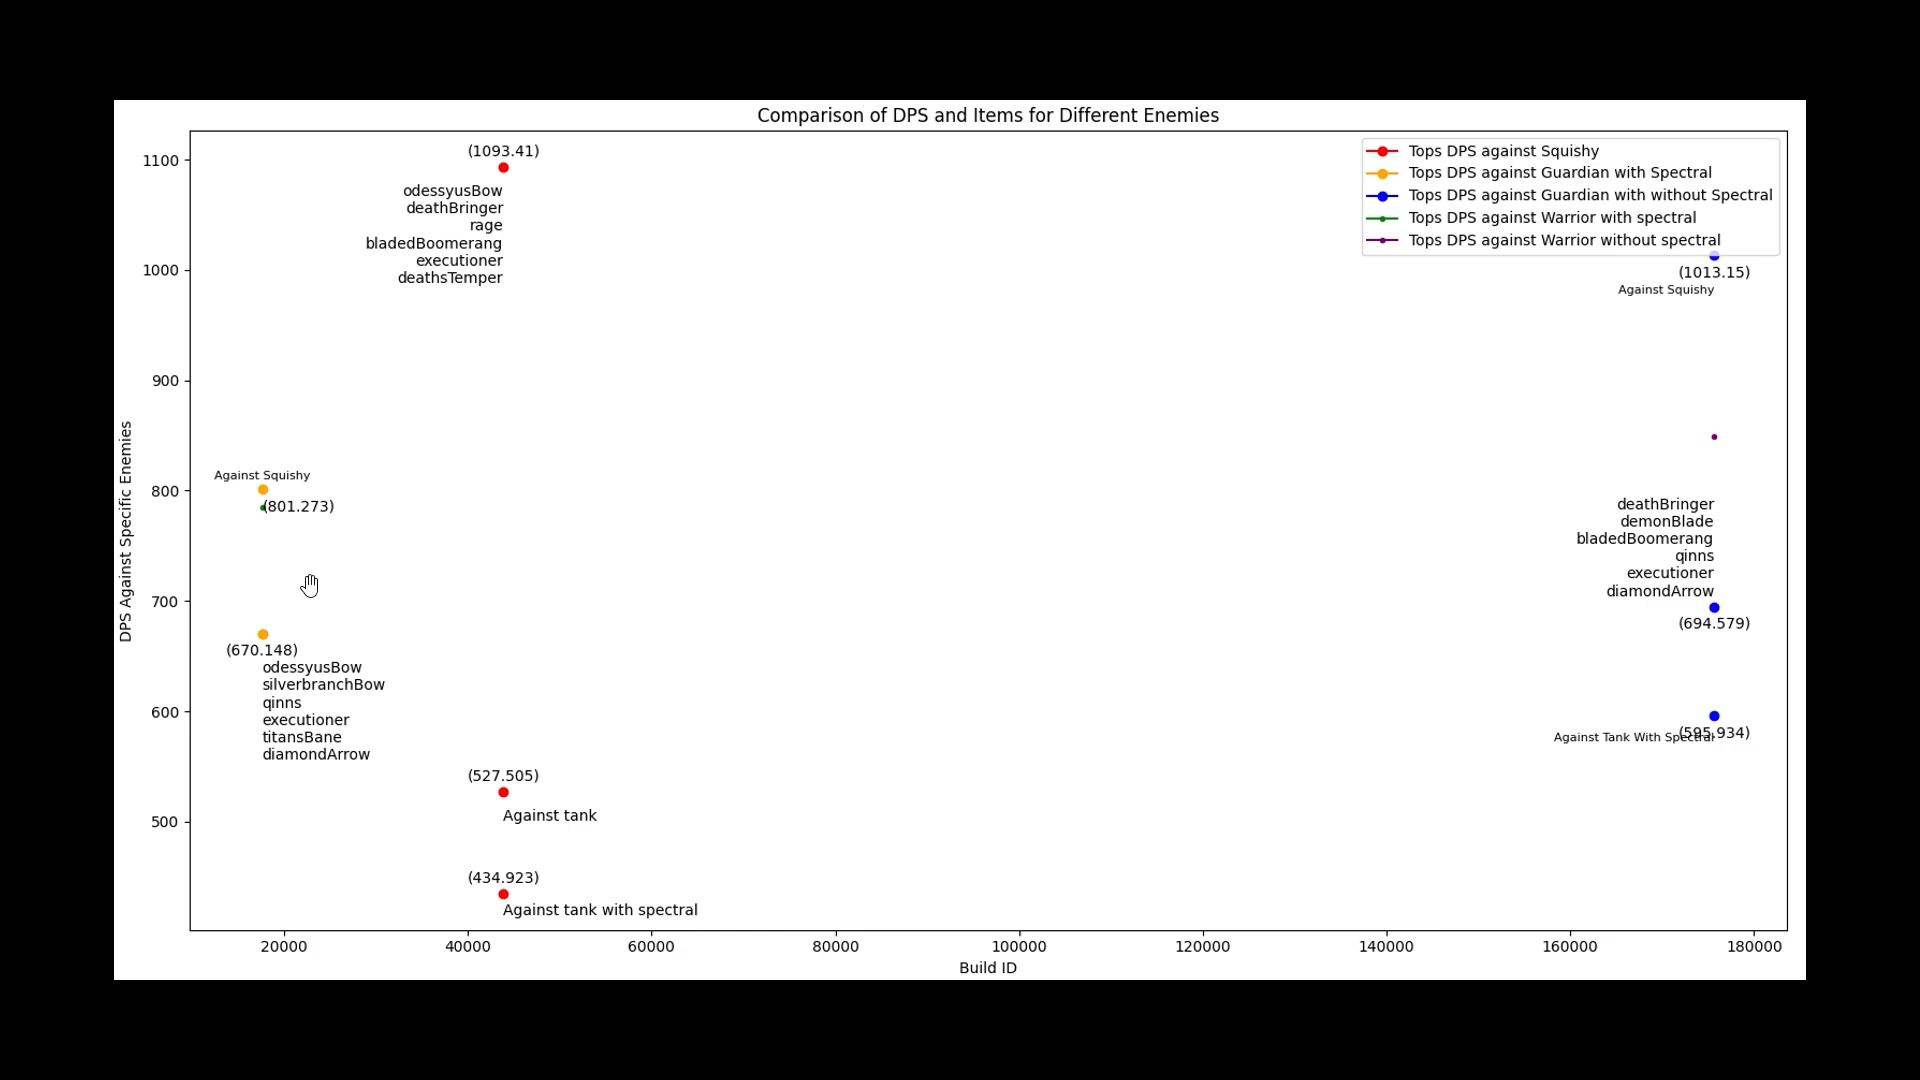 Comparison of DPS and Items for Different Enemies
Tops DPS against Squishy
Tops DPS against Guardian with Spectral
Tops DPS against Guardian with without Spectral
Tops DPS against Warrior with spectral
Tops DPS against Warrior without spectral
DPS Against Specific Enemies
1100
1000
900
800
700
600
500
(1093.41)
odessyusBow
deathBringer
rage
bladedBoomerang
executioner
deathsTemper
(1013.15)
Against Squishy
Against Squishy
(801.273)
deathBringer
demonBlade
bladedBoomerang
qinns
executioner
diamondArrow
(694.579)
(670.148)
odessyusBow
silverbranchBow
qinns
executioner
titansBane
diamondArrow
(595.934)
Against Tank With Spectral
(527.505)
Against tank
(434.923)
Against tank with spectral
20000
40000
60000
80000
100000
120000
140000
160000
180000
Build ID